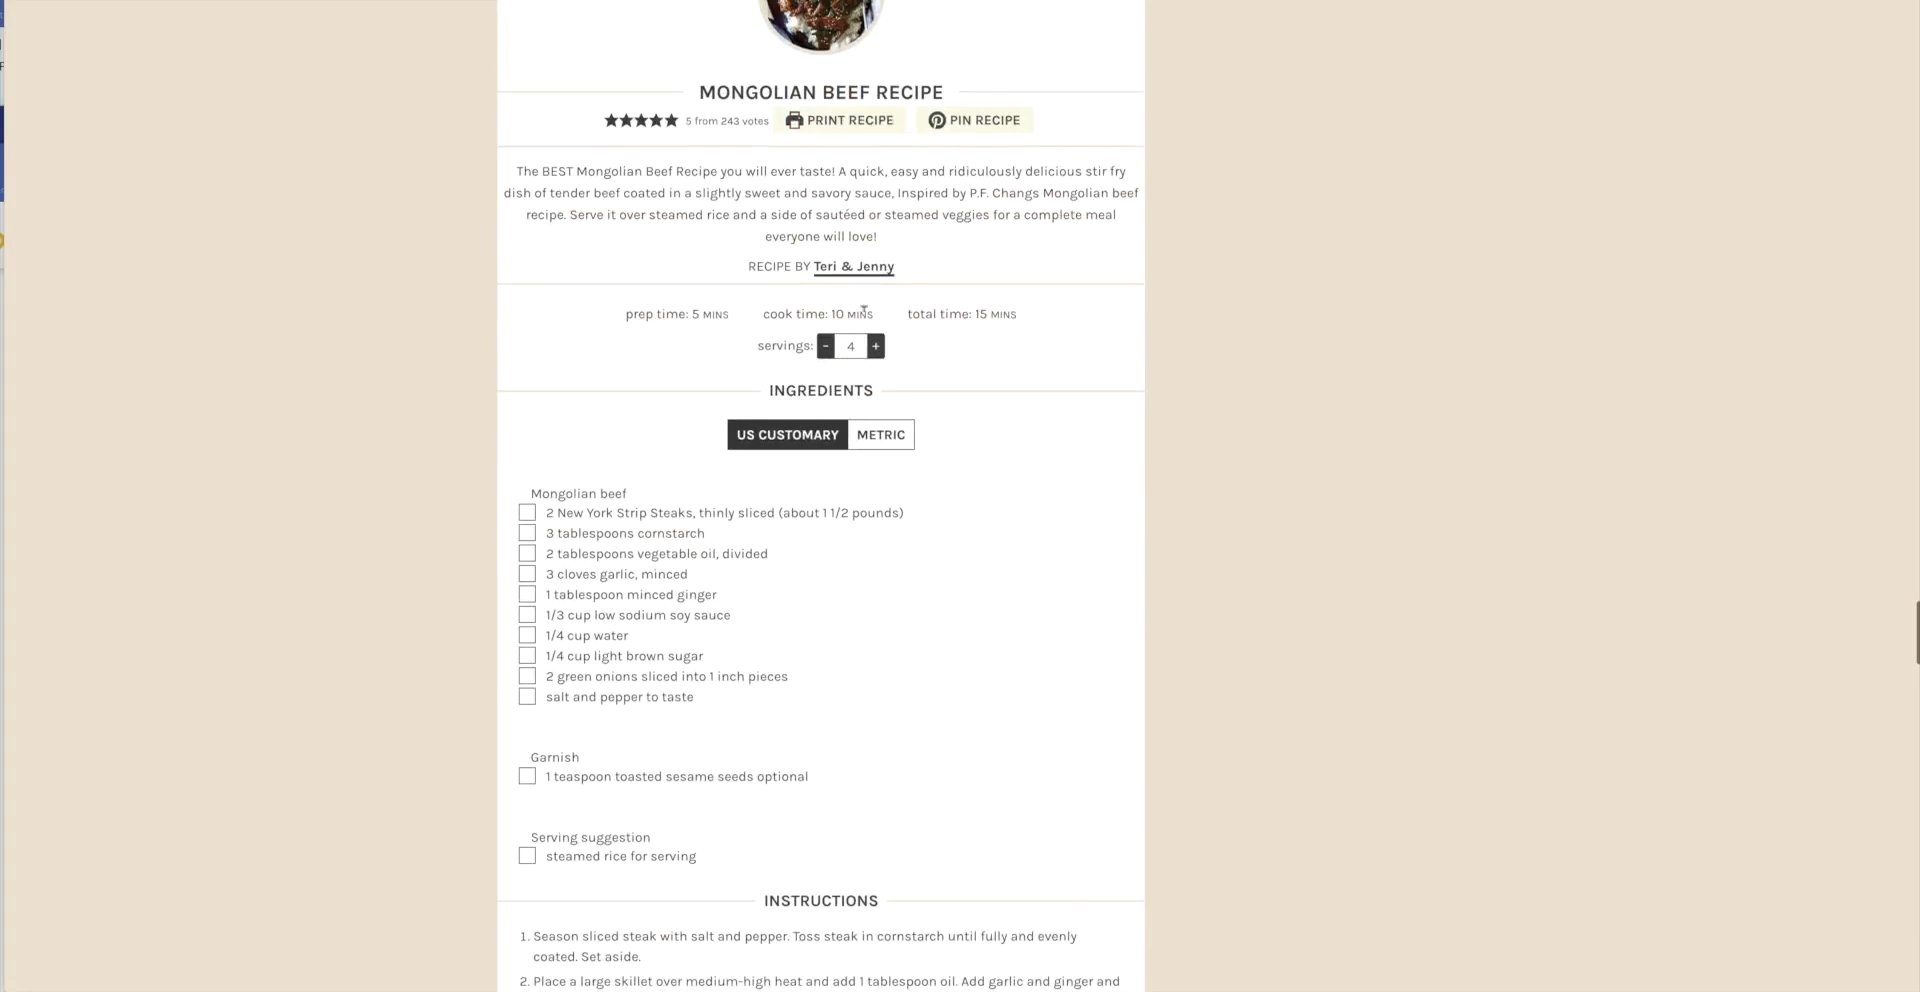 MONGOLIAN BEEF RECIPE
5 from 243 votes PRINT RECIPE PIN RECIPE
The BEST Mongolian Beef Recipe you will ever taste! A quick, easy and ridiculously delicious stir fry
dish of tender beef coated in a slightly sweet and savory sauce, Inspired by P.F. Changs Mongolian beef
recipe. Serve it over steamed rice and a side of sautéed or steamed veggies for a complete meal
everyone will love!
RECIPE BY Teri & Jenny
prep time: 5 MINS cook time: 10 MINS total time: 15 MINS
servings: - 4 +
INGREDIENTS
US CUSTOMARY METRIC
Mongolian beef
2 New York Strip Steaks, thinly sliced (about 1 1/2 pounds)
3 tablespoons cornstarch
2 tablespoons vegetable oil, divided
3 cloves garlic, minced
1 tablespoon minced ginger
1/3 cup low sodium soy sauce
1/4 cup water
1/4 cup light brown sugar
2 green onions sliced into 1 inch pieces
salt and pepper to taste
Garnish
1 teaspoon toasted sesame seeds optional
Serving suggestion
steamed rice for serving
INSTRUCTIONS
1. Season sliced steak with salt and pepper. Toss steak in cornstarch until fully and evenly
coated. Set aside.
2. Place a large skillet over medium-high heat and add 1 tablespoon oil. Add garlic and ginger and